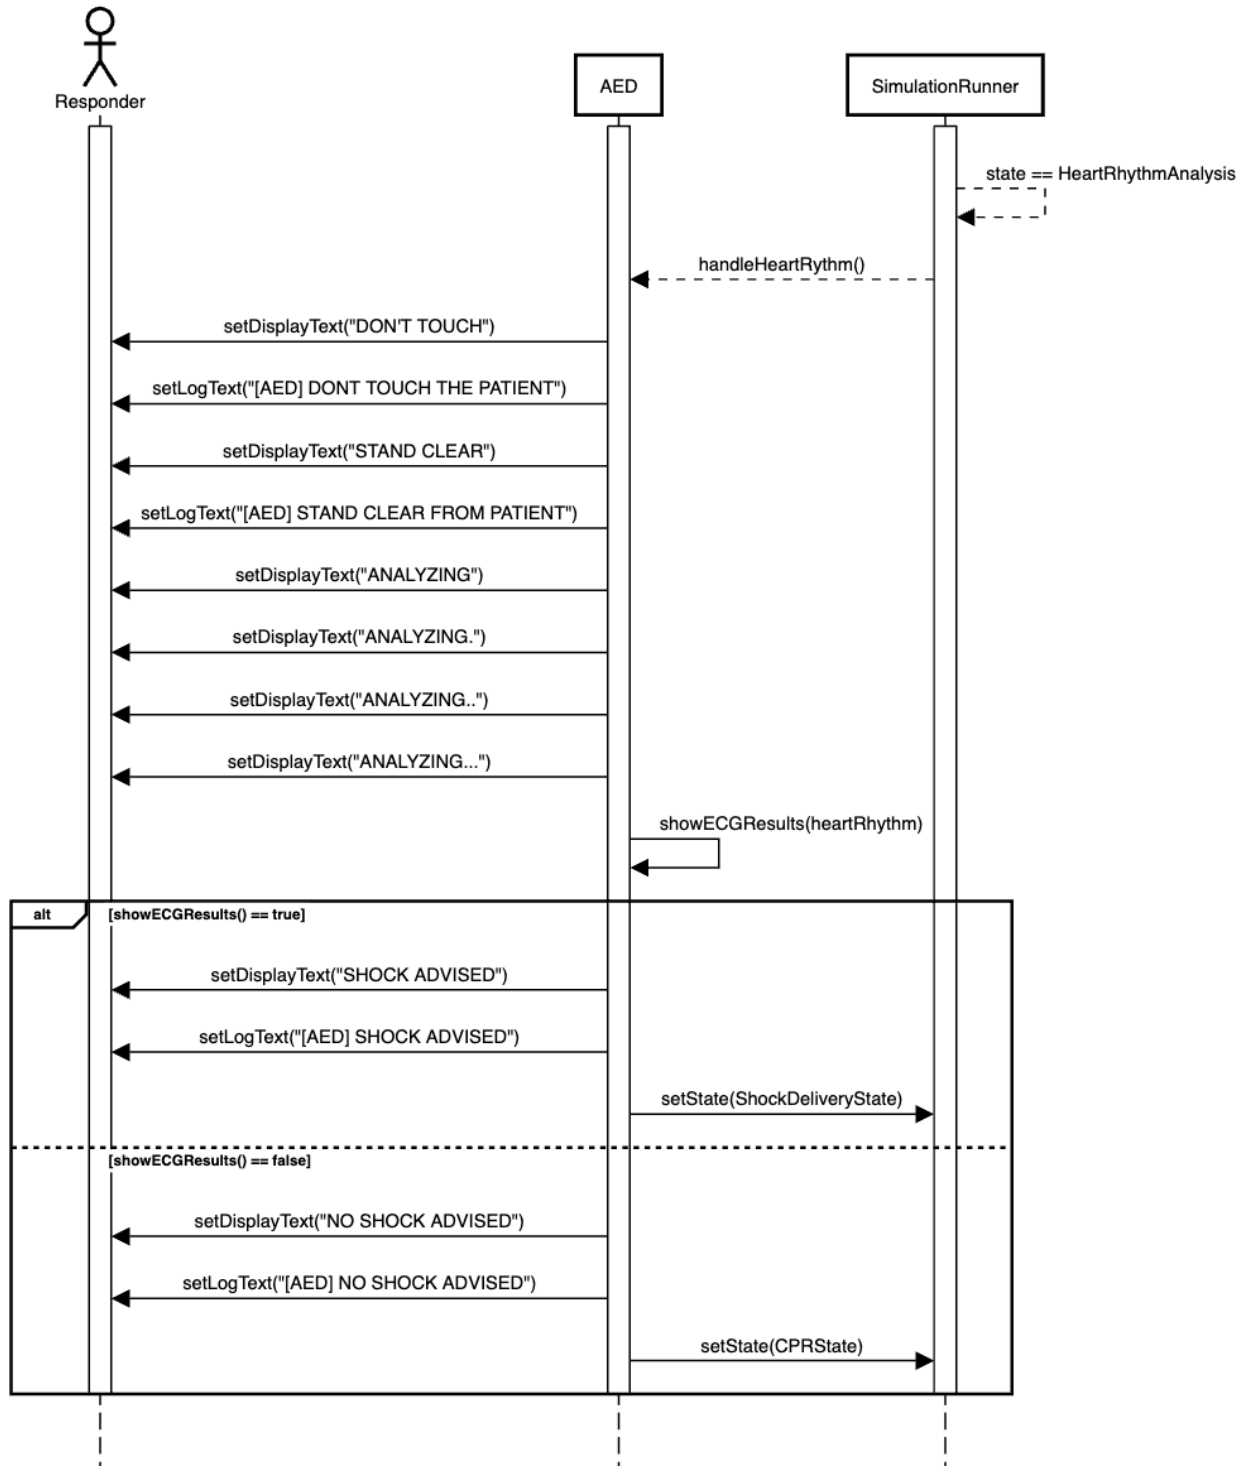 Responder
AED
SimulationRunner
state == HeartRhythmAnalysis
handleHeartRythm()
setDisplayText("DON'T TOUCH")
setLogText("[AED] DONT TOUCH THE PATIENT")
setDisplayText("STAND CLEAR")
setLogText("[AED] STAND CLEAR FROM PATIENT")
setDisplayText("ANALYZING")
setDisplayText("ANALYZING.")
setDisplayText("ANALYZING..")
setDisplayText("ANALYZING...")
showECGResults(heartRhythm)
alt
[showECGResults() == true]
setDisplayText("SHOCK ADVISED")
setLogText("[AED] SHOCK ADVISED")
setState(ShockDeliveryState)
[showECGResults() == false]
setDisplayText("NO SHOCK ADVISED")
setLogText("[AED] NO SHOCK ADVISED")
setState(CPRState)